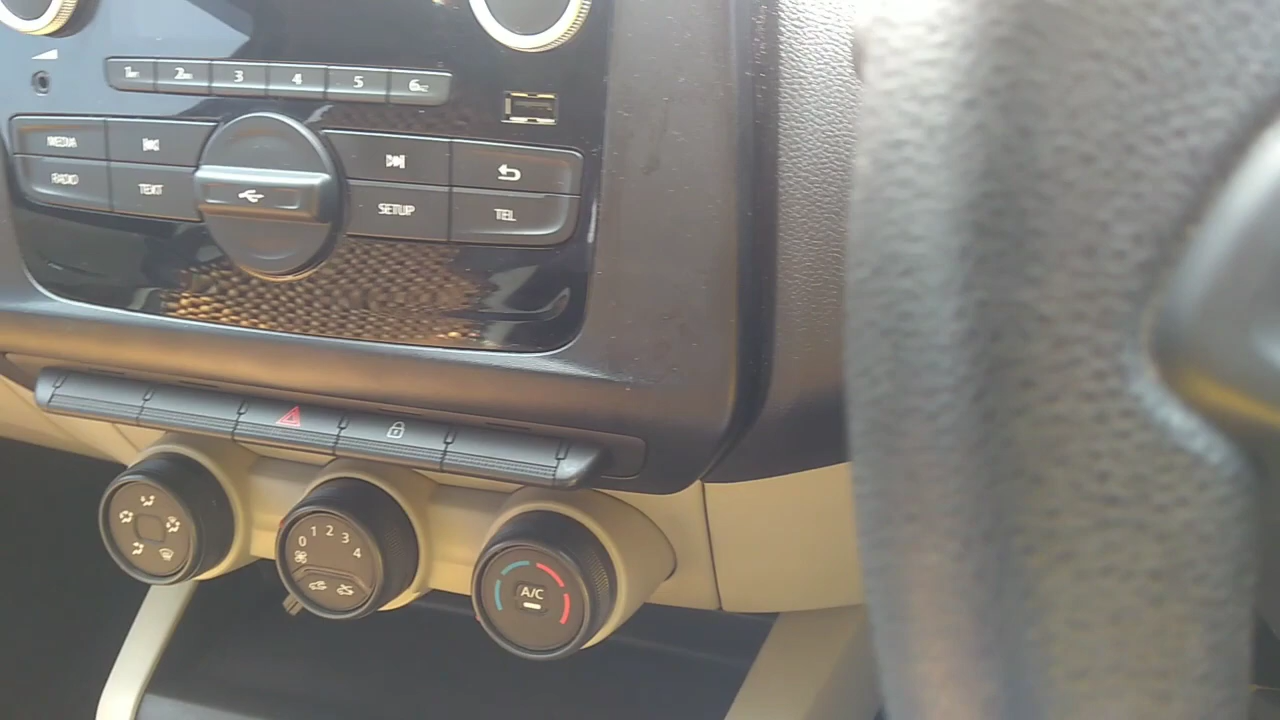 1 2 3 4 5 6
MEDIA
RADIO TEXT
SETUP TEL
0 1 2 3 4
A/C